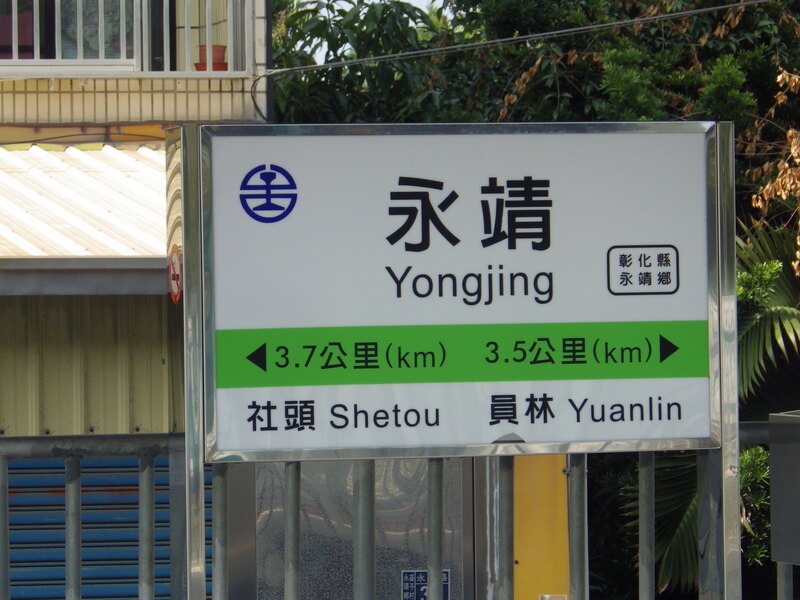 永靖
Yongjing
彰化縣
永靖鄉
◀3.7公里(km) 3.5公里(km)▶
社頭 Shetou 員林 Yuanlin